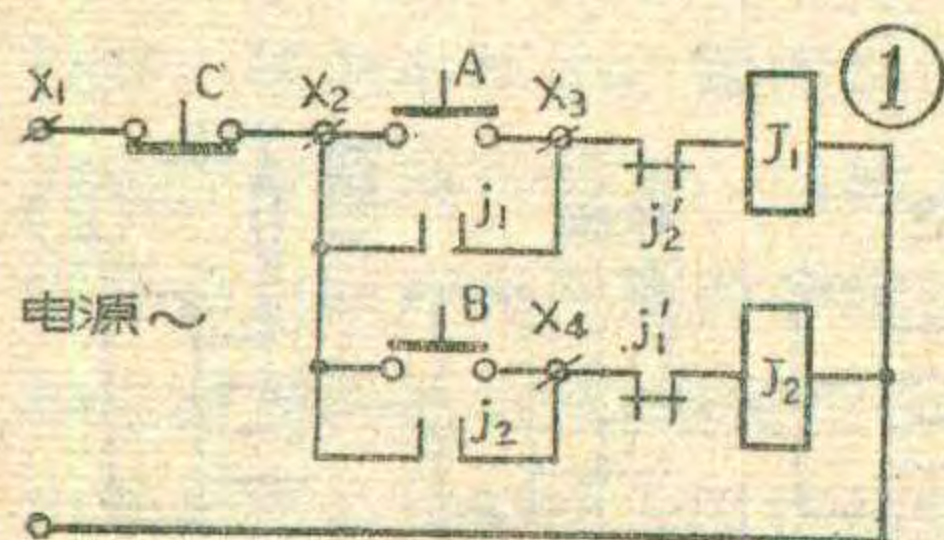 X₁ C X₂ A X₃ J₁ ①
j₁ j₂′
电源～ B X₄ j₁′ J₂
j₂